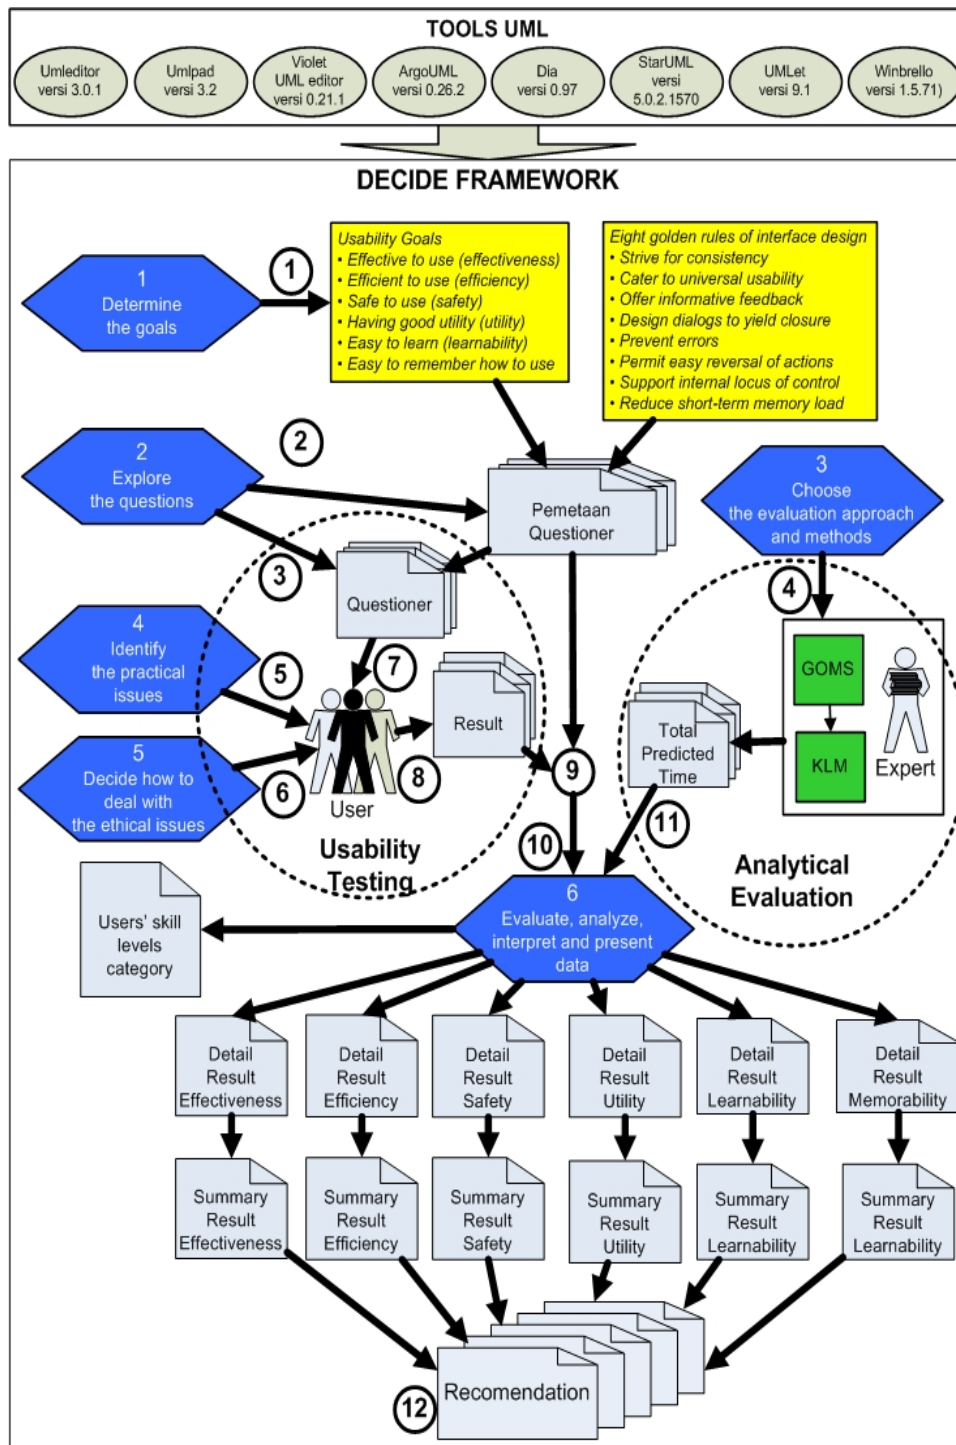 TOOLS UML
Umleditor
versi 3.0.1
Umlpad
versi 3.2
Violet
UML editor
versi 0.21.1
ArgoUML
versi 0.26.2
Dia
versi 0.97
StarUML
versi
5.0.2.1570
UMLet
versi 9.1
Winbrello
versi 1.5.71)
DECIDE FRAMEWORK
1
Determine
the goals
1
Usability Goals
• Effective to use (effectiveness)
• Efficient to use (efficiency)
• Safe to use (safety)
• Having good utility (utility)
• Easy to learn (learnability)
• Easy to remember how to use
Eight golden rules of interface design
• Strive for consistency
• Cater to universal usability
• Offer informative feedback
• Design dialogs to yield closure
• Prevent errors
• Permit easy reversal of actions
• Support internal locus of control
• Reduce short-term memory load
2
Explore
the questions
2
Pemetaan
Questioner
3
Choose
the evaluation approach
and methods
3
Questioner
4
4
Identify
the practical
issues
5
7
GOMS
KLM
Expert
Result
Total
Predicted
Time
5
Decide how to
deal with
the ethical issues
6
User
8
9
Usability
Testing
10
11
Analytical
Evaluation
6
Evaluate, analyze,
interpret and present
data
Users' skill
levels
category
Detail
Result
Effectiveness
Detail
Result
Efficiency
Detail
Result
Safety
Detail
Result
Utility
Detail
Result
Learnability
Detail
Result
Memorability
Summary
Result
Effectiveness
Summary
Result
Efficiency
Summary
Result
Safety
Summary
Result
Utility
Summary
Result
Learnability
Summary
Result
Learnability
12
Recomendation